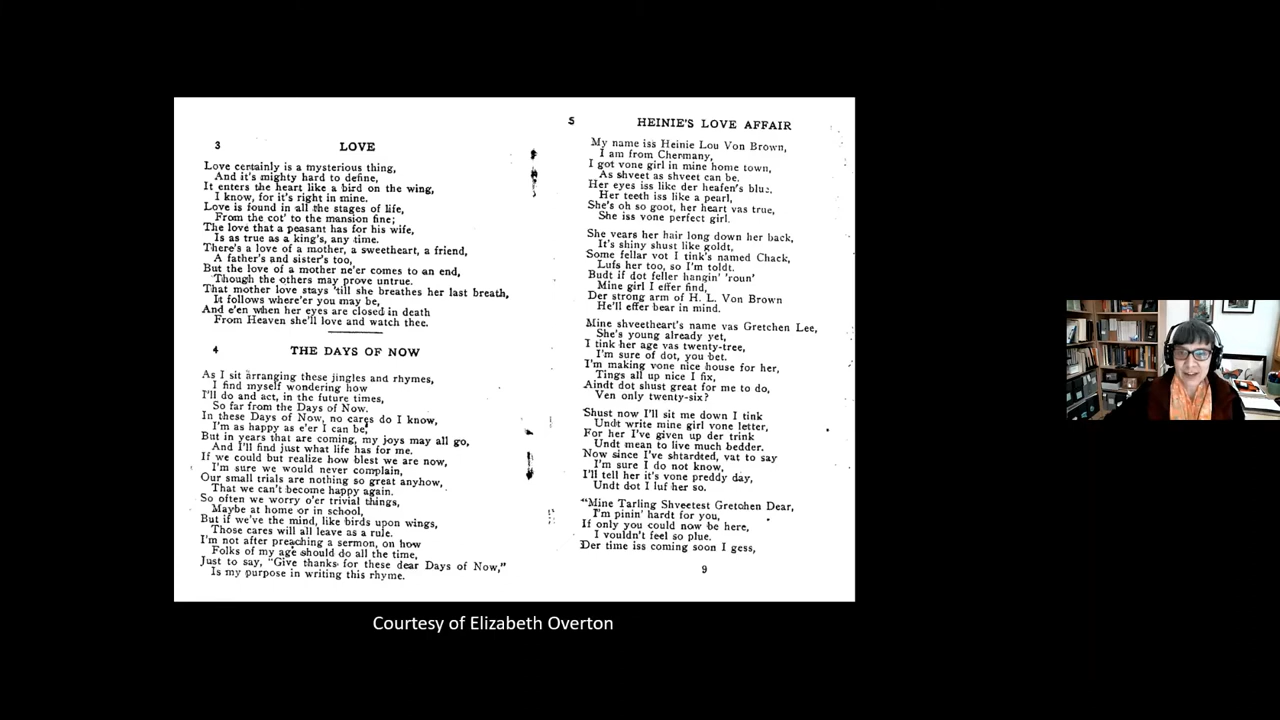 3 LOVE
Love certainly is a mysterious thing,
And it's mighty hard to define,
It enters the heart like a bird on the wing,
I know, for it's right in mine.
Love is found in all the stages of life,
From the cot' to the mansion fine;
The love that a peasant has for his wife,
Is as true as a king's, any time.
There's a love of a mother, a sweetheart, a friend,
A father's and sister's too,
But the love of a mother ne'er comes to an end,
Though the others may prove untrue.
That mother love stays 'till she breathes her last breath,
It follows where'er you may be,
And e'en when her eyes are closed in death
From Heaven she'll love and watch thee.
4 THE DAYS OF NOW
As I sit arranging these jingles and rhymes,
I find myself wondering how
I'll do and act, in the future times,
So far from the Days of Now.
In these Days of Now, no cares do I know,
I'm as happy as e'er I can be,
But in years that are coming, my joys may all go,
And I'll find just what life has for me.
If we could but realize how blest we are now,
I'm sure we would never complain,
Our small trials are nothing so great anyhow,
That we can't become happy again.
So often we worry o'er trivial things,
Maybe at home or in school,
But if we've the mind, like birds upon wings,
Those cares will all leave as a rule.
I'm not after preaching a sermon, on how
Folks of my age should do all the time,
Just to say, "Give thanks for these dear Days of Now,"
Is my purpose in writing this rhyme.
5 HEINIE'S LOVE AFFAIR
My name iss Heinie Lou Von Brown,
I am from Chermany,
I got vone girl in mine home town,
As shveet as shveet can be.
Her eyes iss like der heafen's blue,
Her teeth iss like a pearl,
She's oh so goot, her heart vas true,
She iss vone perfect girl.
She vears her hair long down her back,
It's shiny shust like goldt,
Some fellar vot I tink's named Chack,
Lufs her too, so I'm toldt.
Budt if dot feller hangin' 'roun'
Mine girl I effer find,
Der strong arm of H. L. Von Brown
He'll effer bear in mind.
Mine shveetheart's name vas Gretchen Lee,
She's young already yet,
I tink her age vas twenty-tree,
I'm sure of dot, you bet.
I'm making vone nice house for her,
Tings all up nice I fix,
Aindt dot shust great for me to do,
Ven only twenty-six?
Shust now I'll sit me down I tink
Undt write mine girl vone letter,
For her I've given up der trink
Undt mean to live much bedder.
Now since I've shtardted, vat to say
I'm sure I do not know,
I'll tell her it's vone preddy day,
Undt dot I luf her so.
"Mine Tarling Shveetest Gretchen Dear,
I'm pinin' hardt for you,
If only you could now be here,
I vouldn't feel so plue.
Der time iss coming soon I gess,
9
Courtesy of Elizabeth Overton